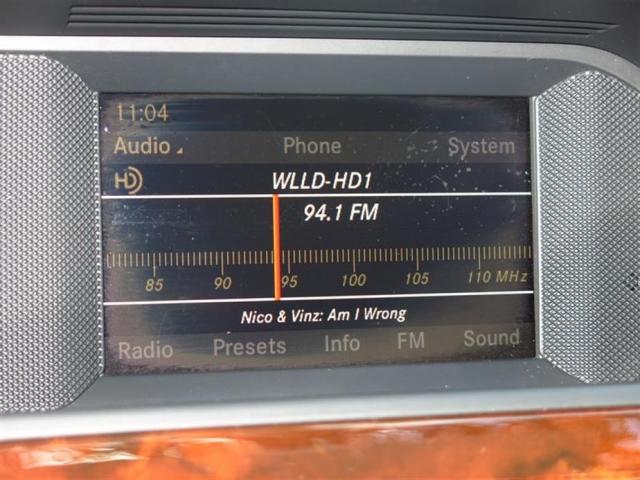 11:04
Audio Phone System
HD WLLD-HD1
94.1 FM
85 90 95 100 105 110 MHz
Nico & Vinz: Am I Wrong
Radio Presets Info FM Sound